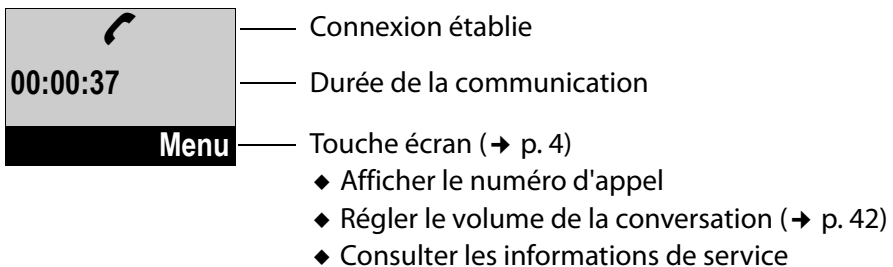 Connexion établie
00:00:37 Durée de la communication
Menu Touche écran (➔ p. 4)
◆ Afficher le numéro d'appel
◆ Régler le volume de la conversation (➔ p. 42)
◆ Consulter les informations de service